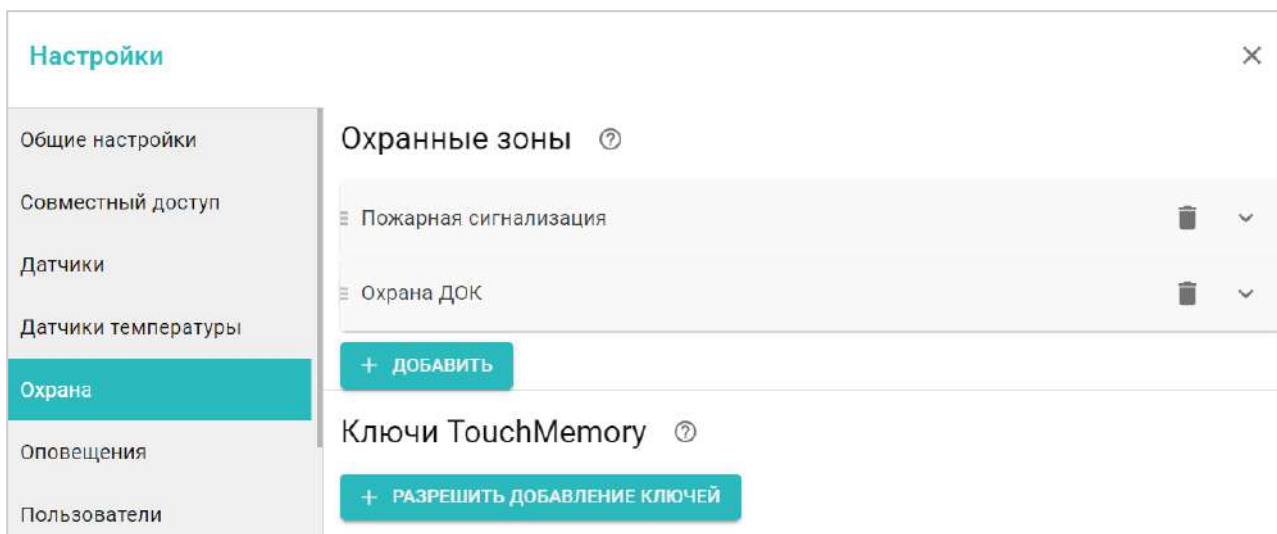 Настройки
Общие настройки
Совместный доступ
Датчики
Датчики температуры
Охрана
Оповещения
Пользователи
Охранные зоны
Пожарная сигнализация
Охрана ДОК
+ ДОБАВИТЬ
Ключи TouchMemory
+ РАЗРЕШИТЬ ДОБАВЛЕНИЕ КЛЮЧЕЙ